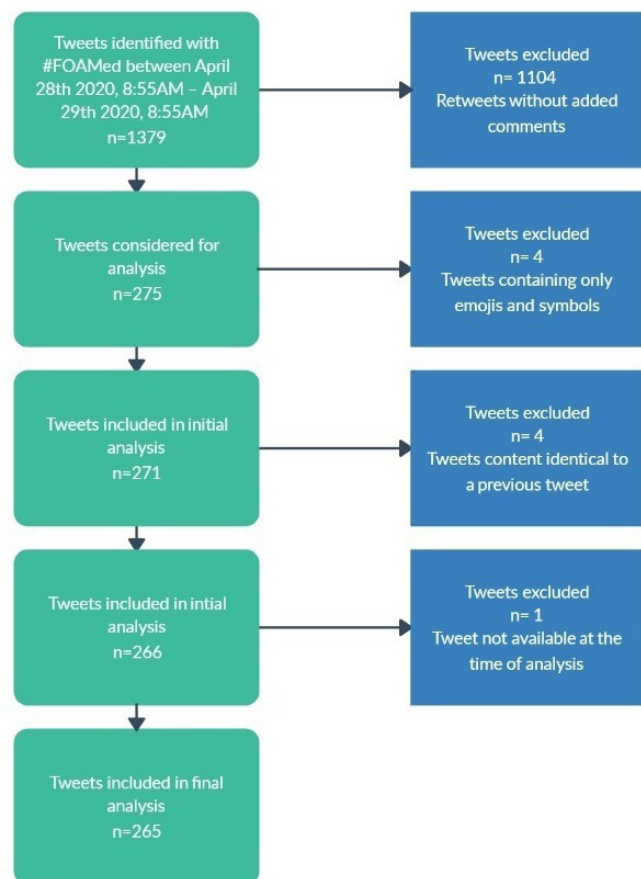 Tweets identified with
#FOAMed between April
28th 2020, 8:55AM – April
29th 2020, 8:55AM
n=1379
Tweets excluded
n= 1104
Retweets without added
comments
Tweets considered for
analysis
n=275
Tweets excluded
n= 4
Tweets containing only
emojis and symbols
Tweets included in initial
analysis
n=271
Tweets excluded
n= 4
Tweets content identical to
a previous tweet
Tweets included in intial
analysis
n=266
Tweets excluded
n= 1
Tweet not available at the
time of analysis
Tweets included in final
analysis
n=265